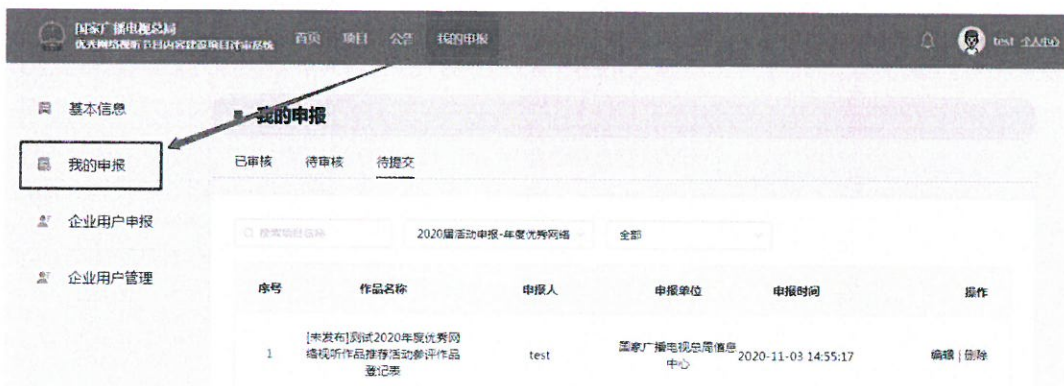 国家广播电视总局
优秀网络视听节目内容建设项目评审系统
首页 项目 公告 我的申报
test 个人中心
基本信息
我的申报
我的申报
已审核 待审核 待提交
企业用户申报
搜索项目名称 2020届活动申报-年度优秀网络 全部
企业用户管理
序号 作品名称 申报人 申报单位 申报时间 操作
1 [未发布]测试2020年度优秀网
络视听作品推荐活动参评作品
登记表
test 国家广播电视总局信息
中心
2020-11-03 14:55:17 编辑 | 删除